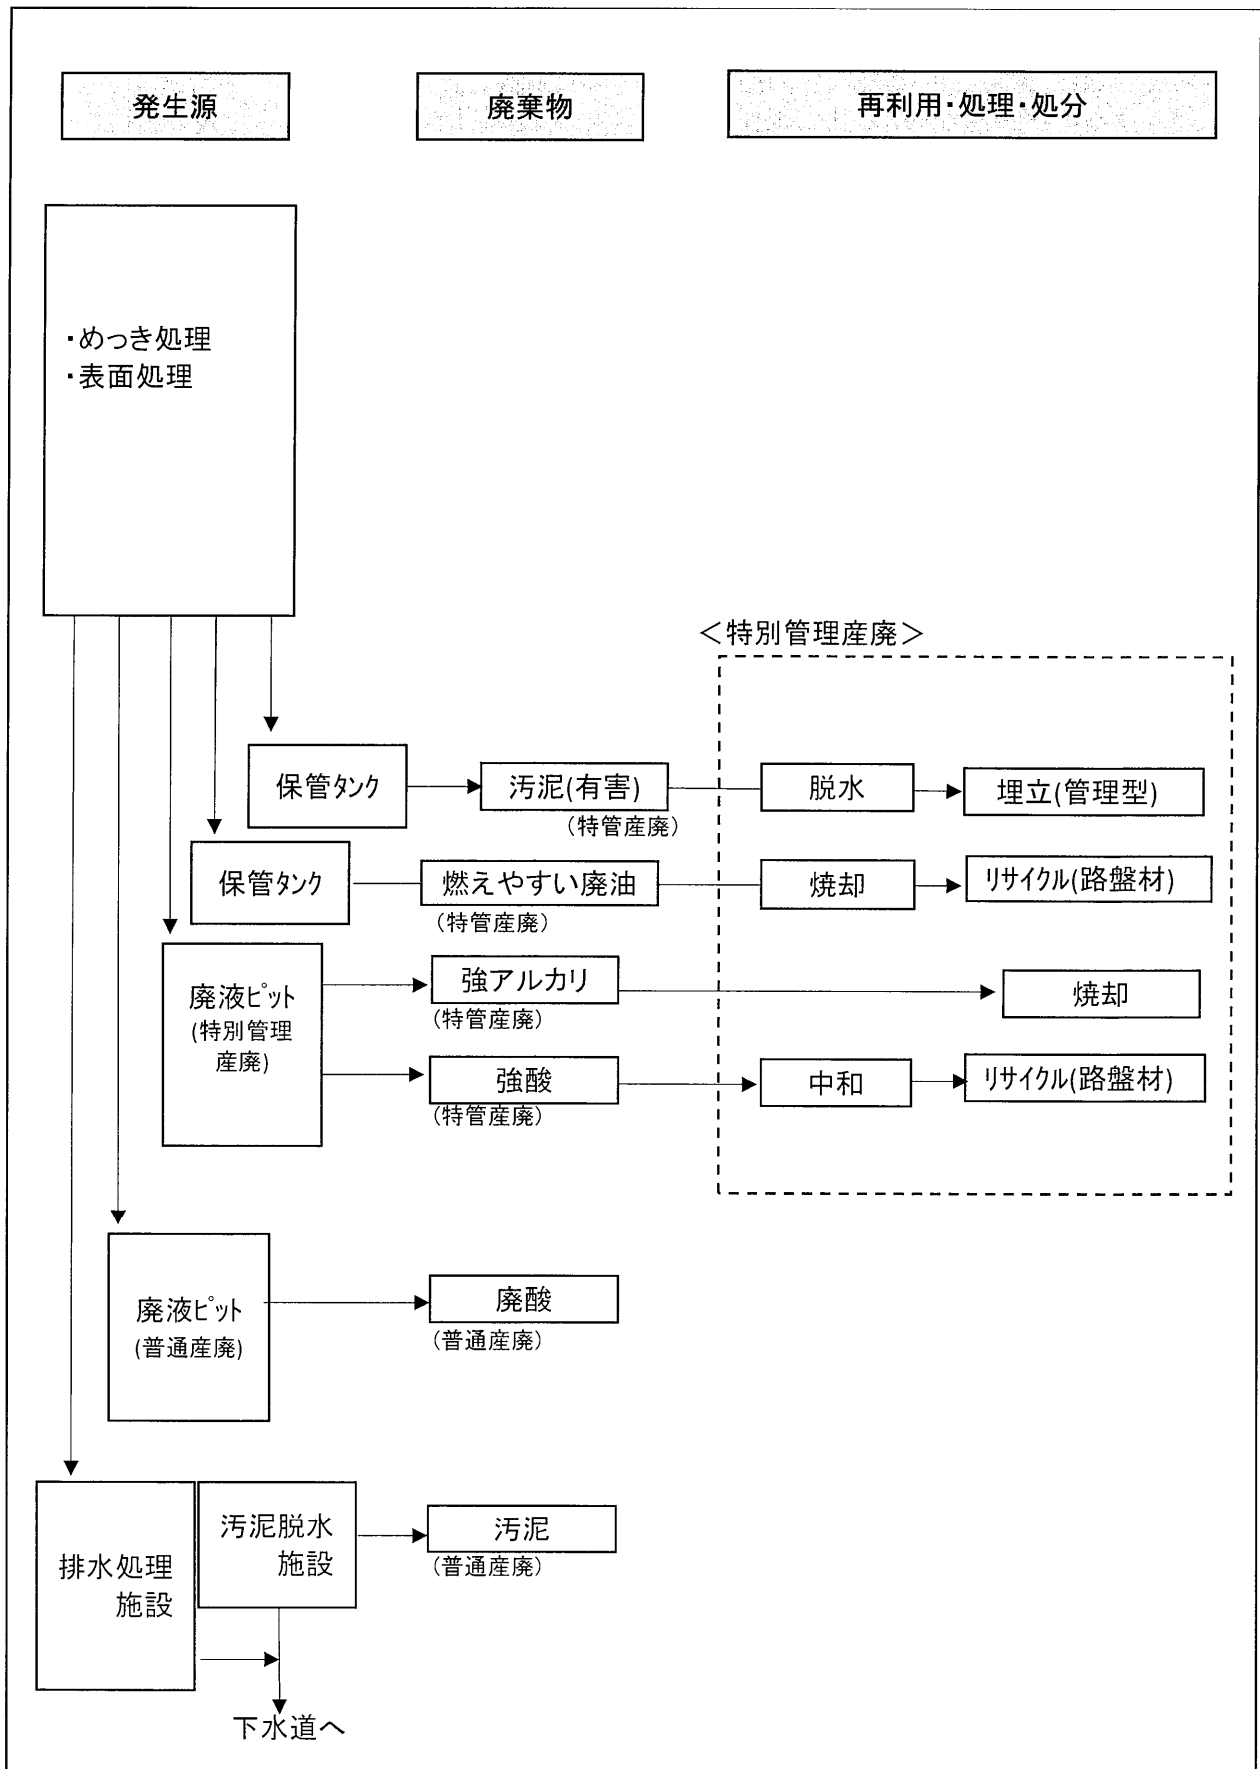 発生源
廃棄物
再利用・処理・処分
・めっき処理
・表面処理
＜特別管理産廃＞
保管タンク
汚泥(有害)
(特管産廃)
脱水
埋立(管理型)
保管タンク
燃えやすい廃油
(特管産廃)
焼却
リサイクル(路盤材)
廃液ピット
(特別管理
産廃)
強アルカリ
(特管産廃)
焼却
強酸
(特管産廃)
中和
リサイクル(路盤材)
廃液ピット
(普通産廃)
廃酸
(普通産廃)
排水処理
施設
汚泥脱水
施設
汚泥
(普通産廃)
下水道へ